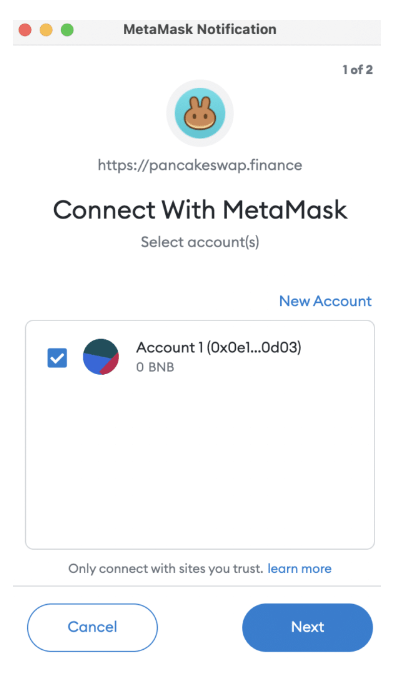 MetaMask Notification
1 of 2
https://pancakeswap.finance
Connect With MetaMask
Select account(s)
New Account
Account 1 (0x0e1...0d03)
0 BNB
Only connect with sites you trust. learn more
Cancel
Next